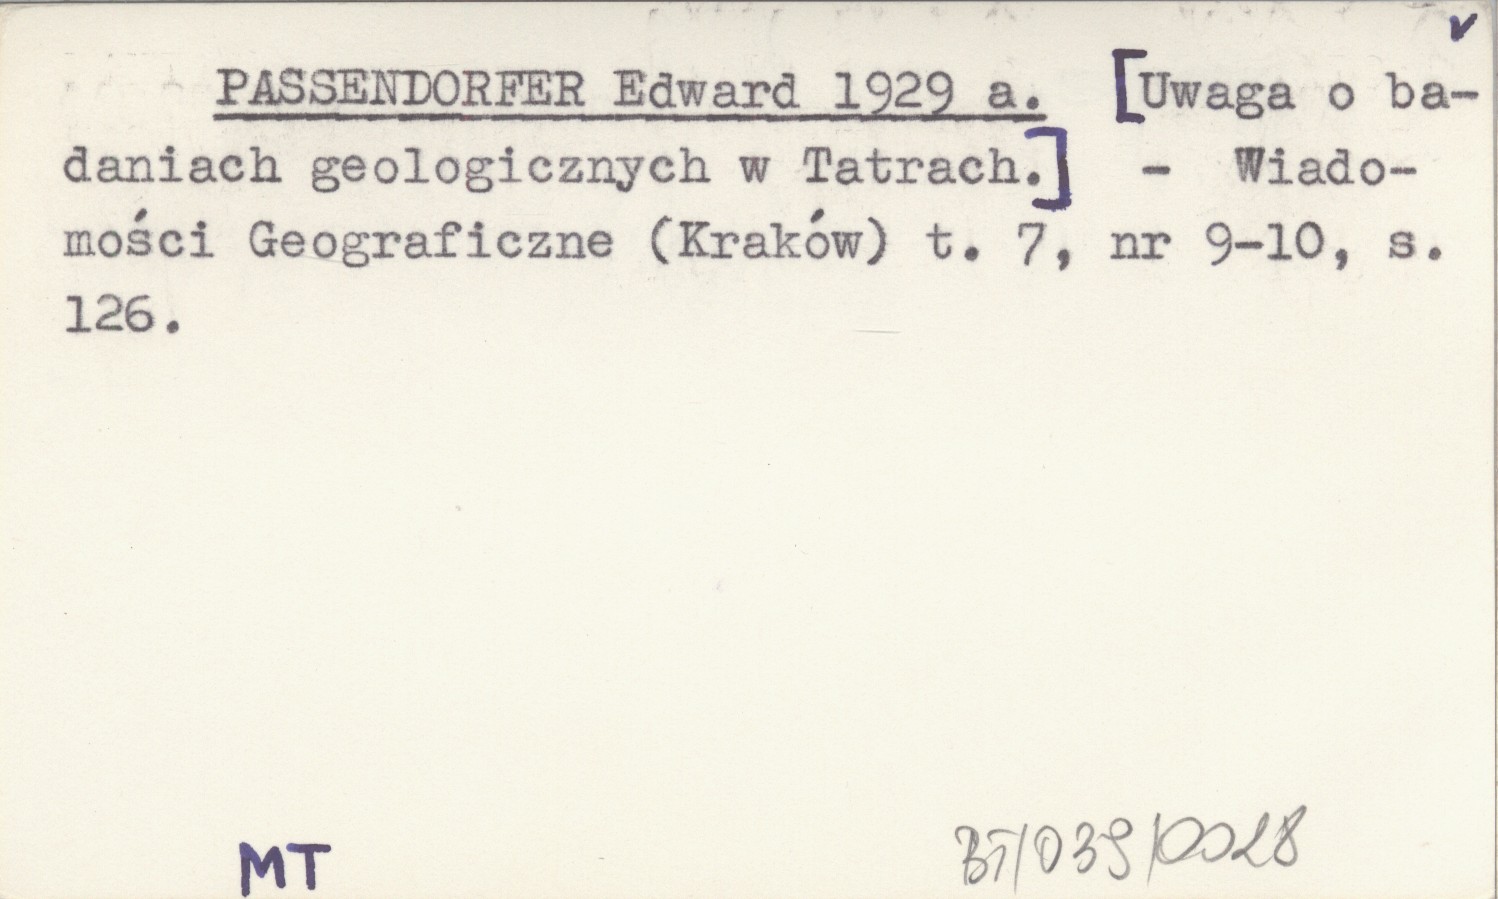 PASSENDORFER Edward 1929 a. [Uwaga o ba-
daniach geologicznych w Tatrach.] - Wiado-
mości Geograficzne (Kraków) t. 7, nr 9-10, s.
126.
MT
BT/039/0028